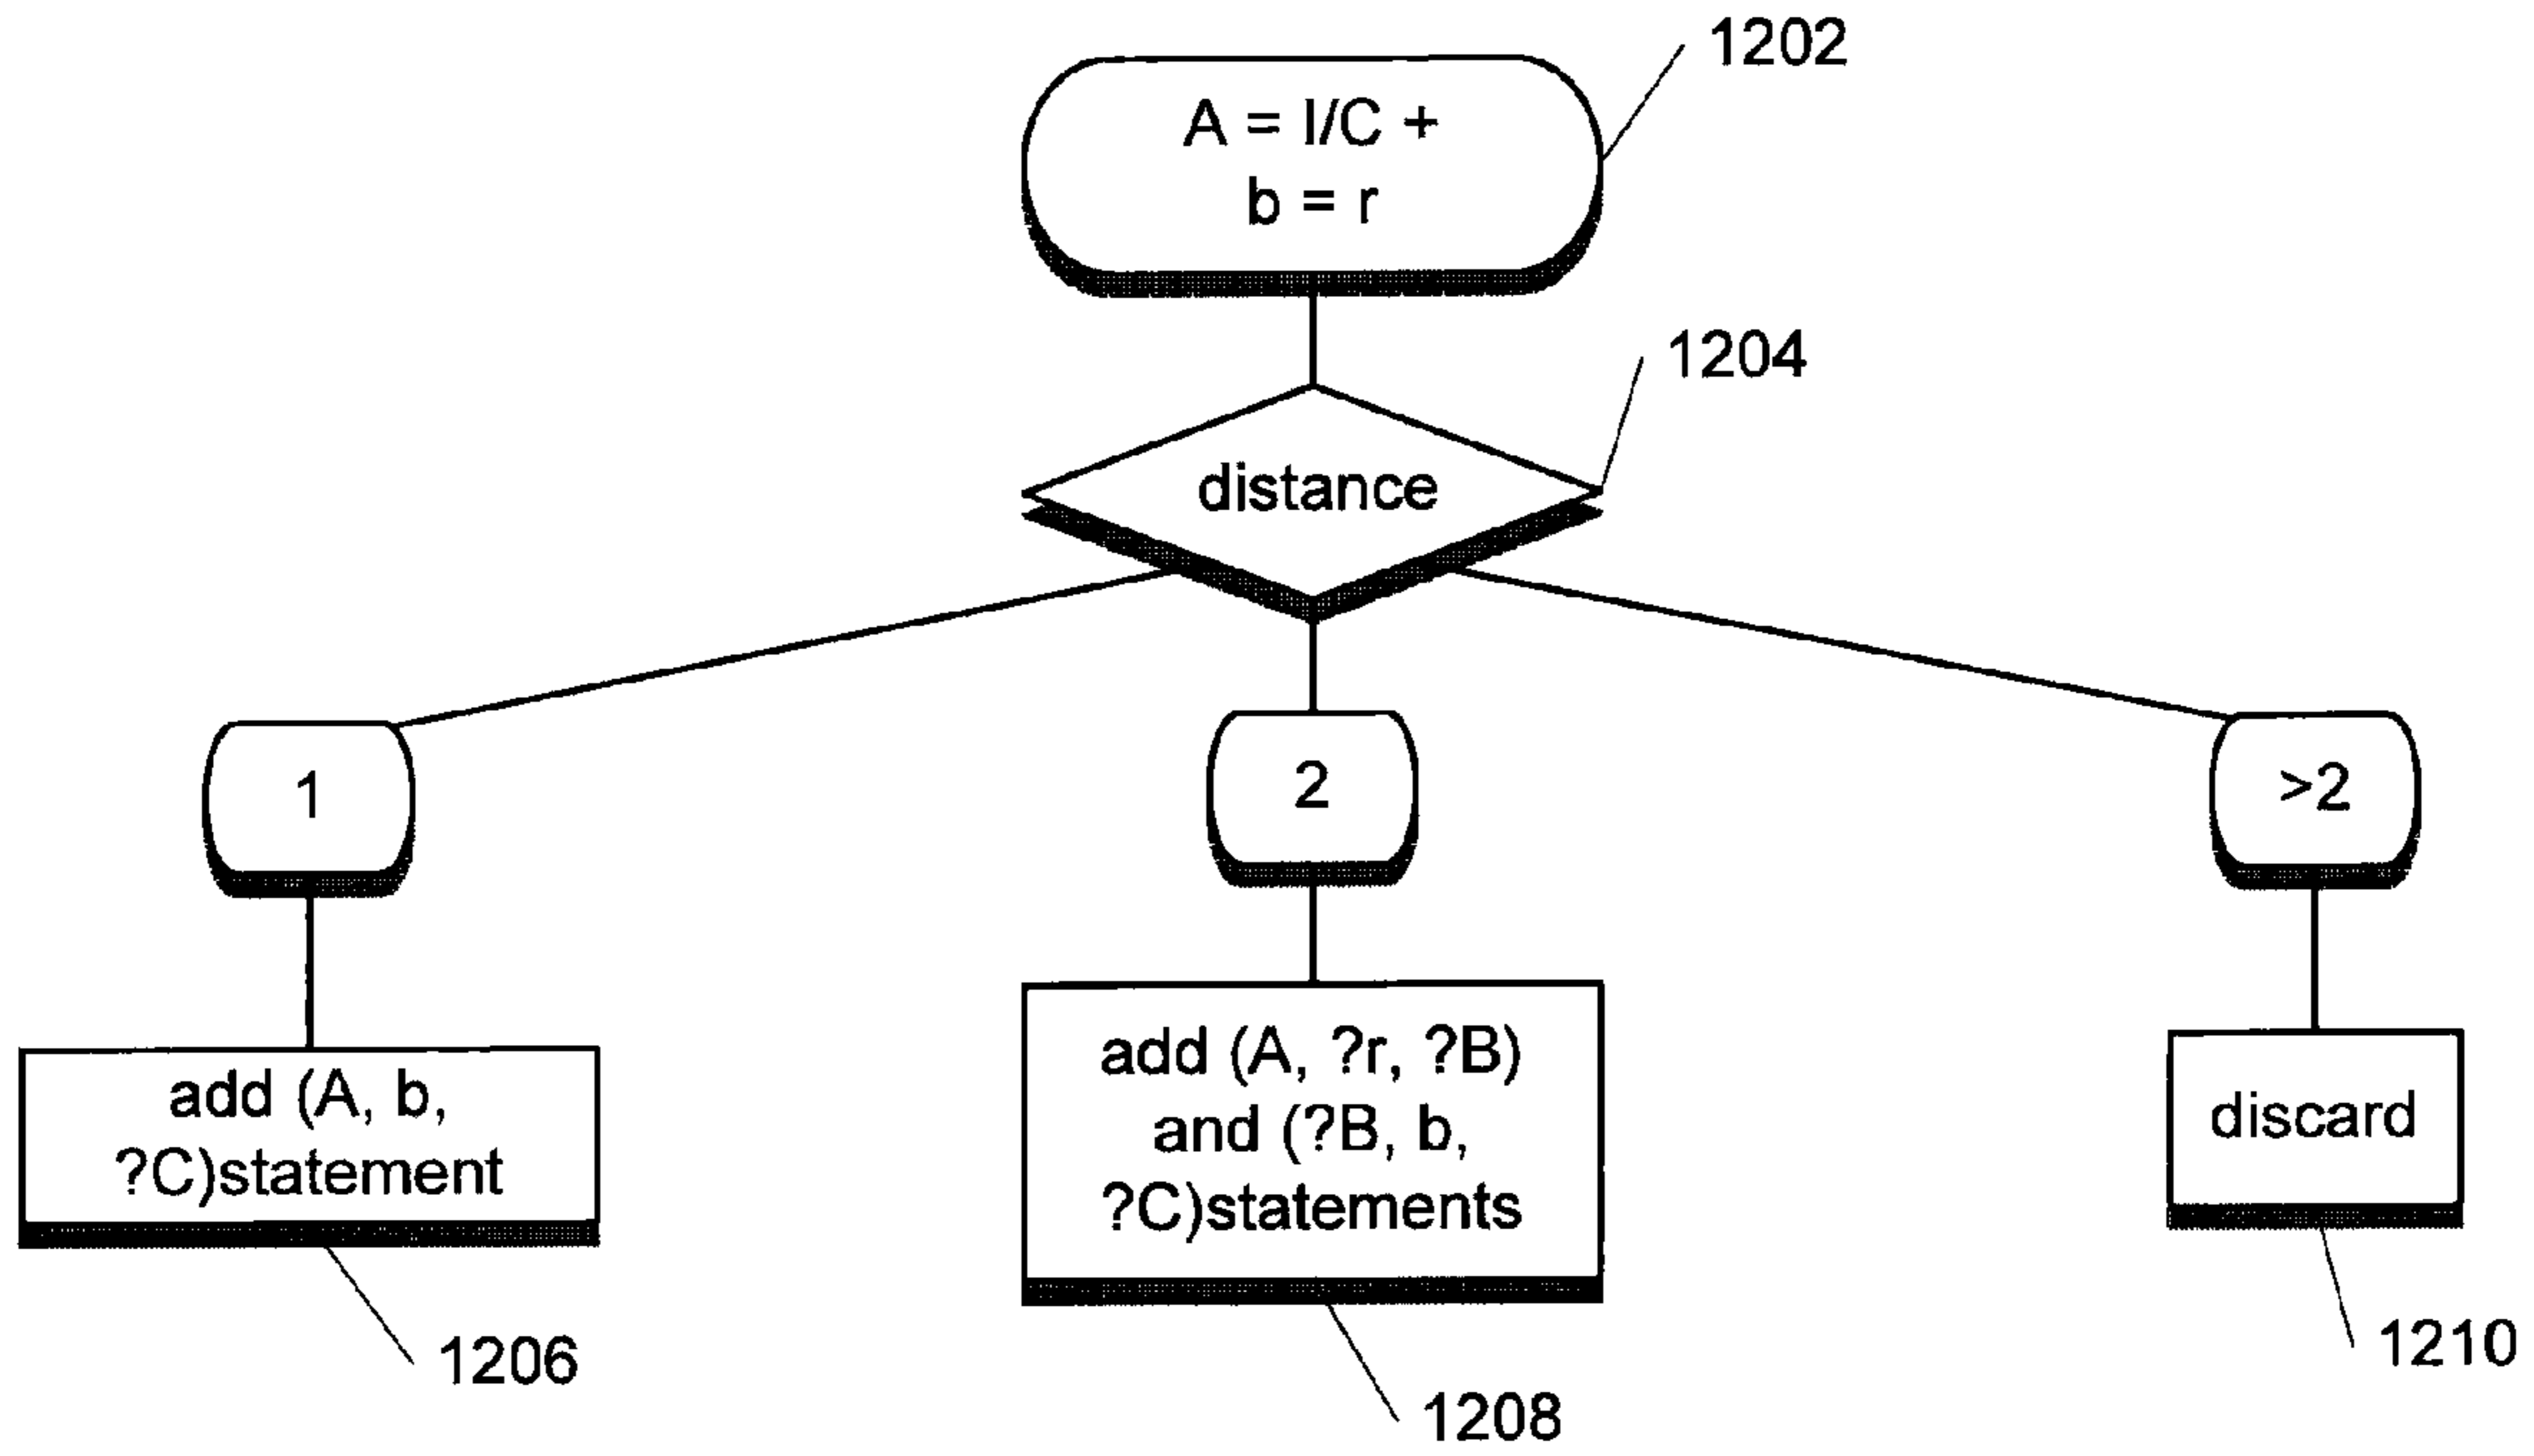 1202
A = I/C +
b = r
1204
distance
1
2
>2
add (A, b,
?C)statement
add (A, ?r, ?B)
and (?B, b,
?C)statements
discard
1206
1208
1210